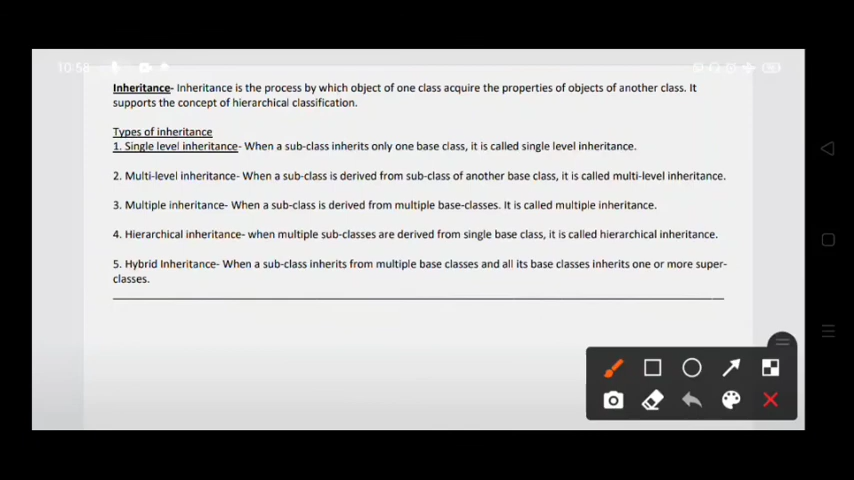 10:58
Inheritance- Inheritance is the process by which object of one class acquire the properties of objects of another class. It
supports the concept of hierarchical classification.
Types of inheritance
1. Single level inheritance- When a sub-class inherits only one base class, it is called single level inheritance.
2. Multi-level inheritance- When a sub-class is derived from sub-class of another base class, it is called multi-level inheritance.
3. Multiple inheritance- When a sub-class is derived from multiple base-classes. It is called multiple inheritance.
4. Hierarchical inheritance- when multiple sub-classes are derived from single base class, it is called hierarchical inheritance.
5. Hybrid Inheritance- When a sub-class inherits from multiple base classes and all its base classes inherits one or more super-
classes.